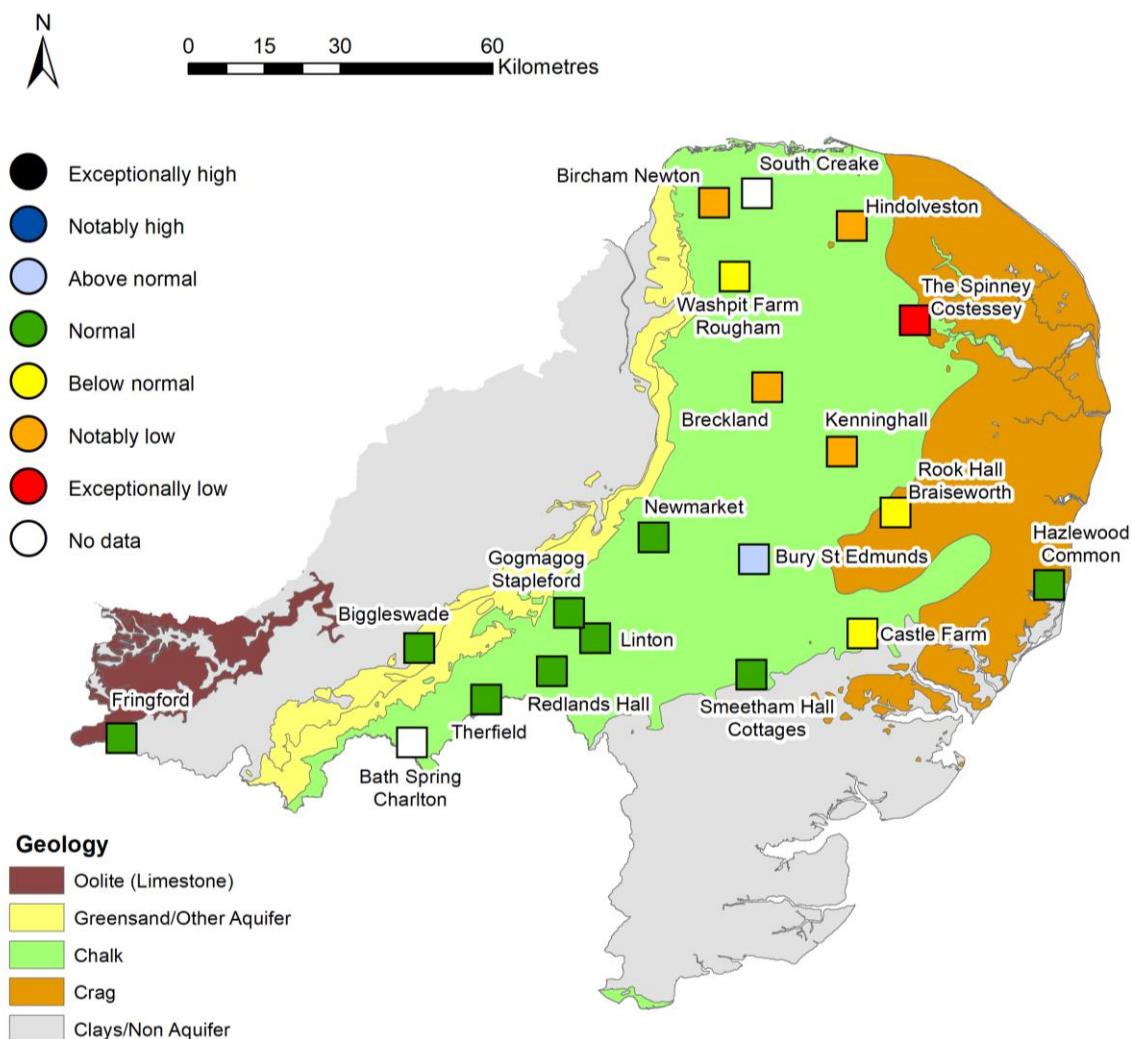 N
0 15 30 60
Kilometres
Exceptionally high
Notably high
Above normal
Normal
Below normal
Notably low
Exceptionally low
No data
South Creake
Bircham Newton
Hindolveston
The Spinney
Costessey
Washpit Farm
Rougham
Breckland
Kenninghall
Rook Hall
Braiseworth
Newmarket
Hazlewood
Common
Gogmagog
Stapleford
Bury St Edmunds
Biggleswade
Linton
Castle Farm
Fringford
Redlands Hall
Smeetham Hall
Cottages
Therfield
Bath Spring
Charlton
Geology
Oolite (Limestone)
Greensand/Other Aquifer
Chalk
Crag
Clays/Non Aquifer